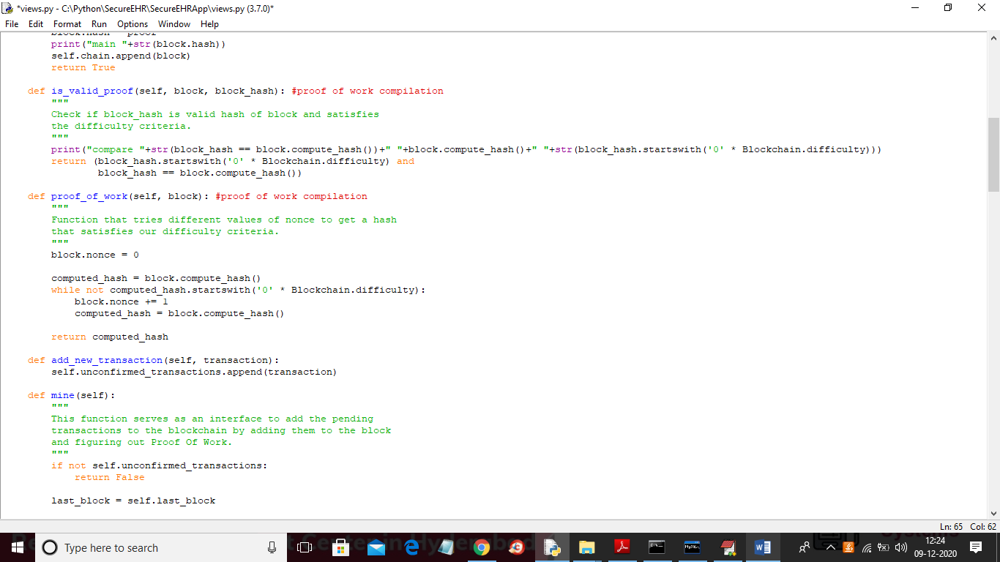 *views.py - C:\Python\SecureEHR\SecureEHRApp\views.py (3.7.0)*
File Edit Format Run Options Window Help
print("main "+str(block.hash))
self.chain.append(block)
return True
def is_valid_proof(self, block, block_hash): #proof of work compilation
"""
Check if block_hash is valid hash of block and satisfies
the difficulty criteria.
"""
print("compare "+str(block_hash == block.compute_hash())+" "+block.compute_hash()+" "+str(block_hash.startswith('0' * Blockchain.difficulty)))
return (block_hash.startswith('0' * Blockchain.difficulty) and
block_hash == block.compute_hash())
def proof_of_work(self, block): #proof of work compilation
"""
Function that tries different values of nonce to get a hash
that satisfies our difficulty criteria.
"""
block.nonce = 0
computed_hash = block.compute_hash()
while not computed_hash.startswith('0' * Blockchain.difficulty):
block.nonce += 1
computed_hash = block.compute_hash()
return computed_hash
def add_new_transaction(self, transaction):
self.unconfirmed_transactions.append(transaction)
def mine(self):
"""
This function serves as an interface to add the pending
transactions to the blockchain by adding them to the block
and figuring out Proof Of Work.
"""
if not self.unconfirmed_transactions:
return False
last_block = self.last_block
Ln: 65 Col: 62
Type here to search
12:24
09-12-2020